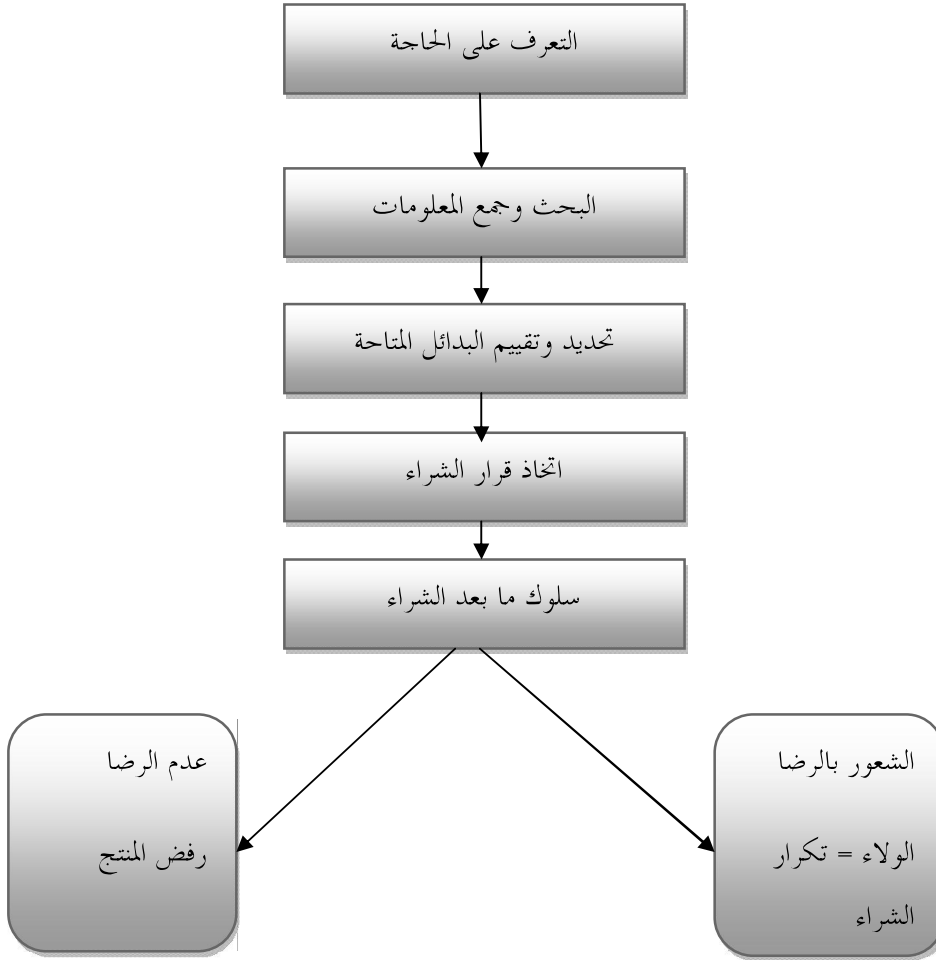 التعرف على الحاجة
البحث وجمع المعلومات
تحديد وتقييم البدائل المتاحة
اتخاذ قرار الشراء
سلوك ما بعد الشراء
الشعور بالرضا
الولاء = تكرار
الشراء
عدم الرضا
رفض المنتج